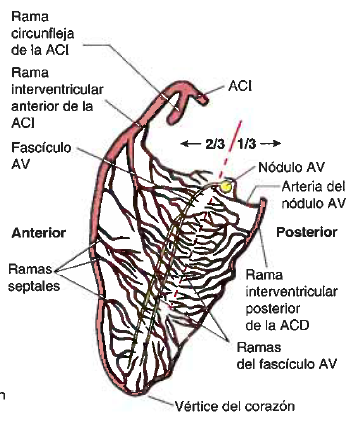 Rama
circunfleja
de la ACI
Rama
interventricular
anterior de la
ACI
ACI
Fascículo
AV
2/3
1/3
Nódulo AV
Arteria del
nódulo AV
Anterior
Posterior
Ramas
septales
Rama
interventricular
posterior
de la ACD
Ramas
del fascículo AV
Vértice del corazón
n